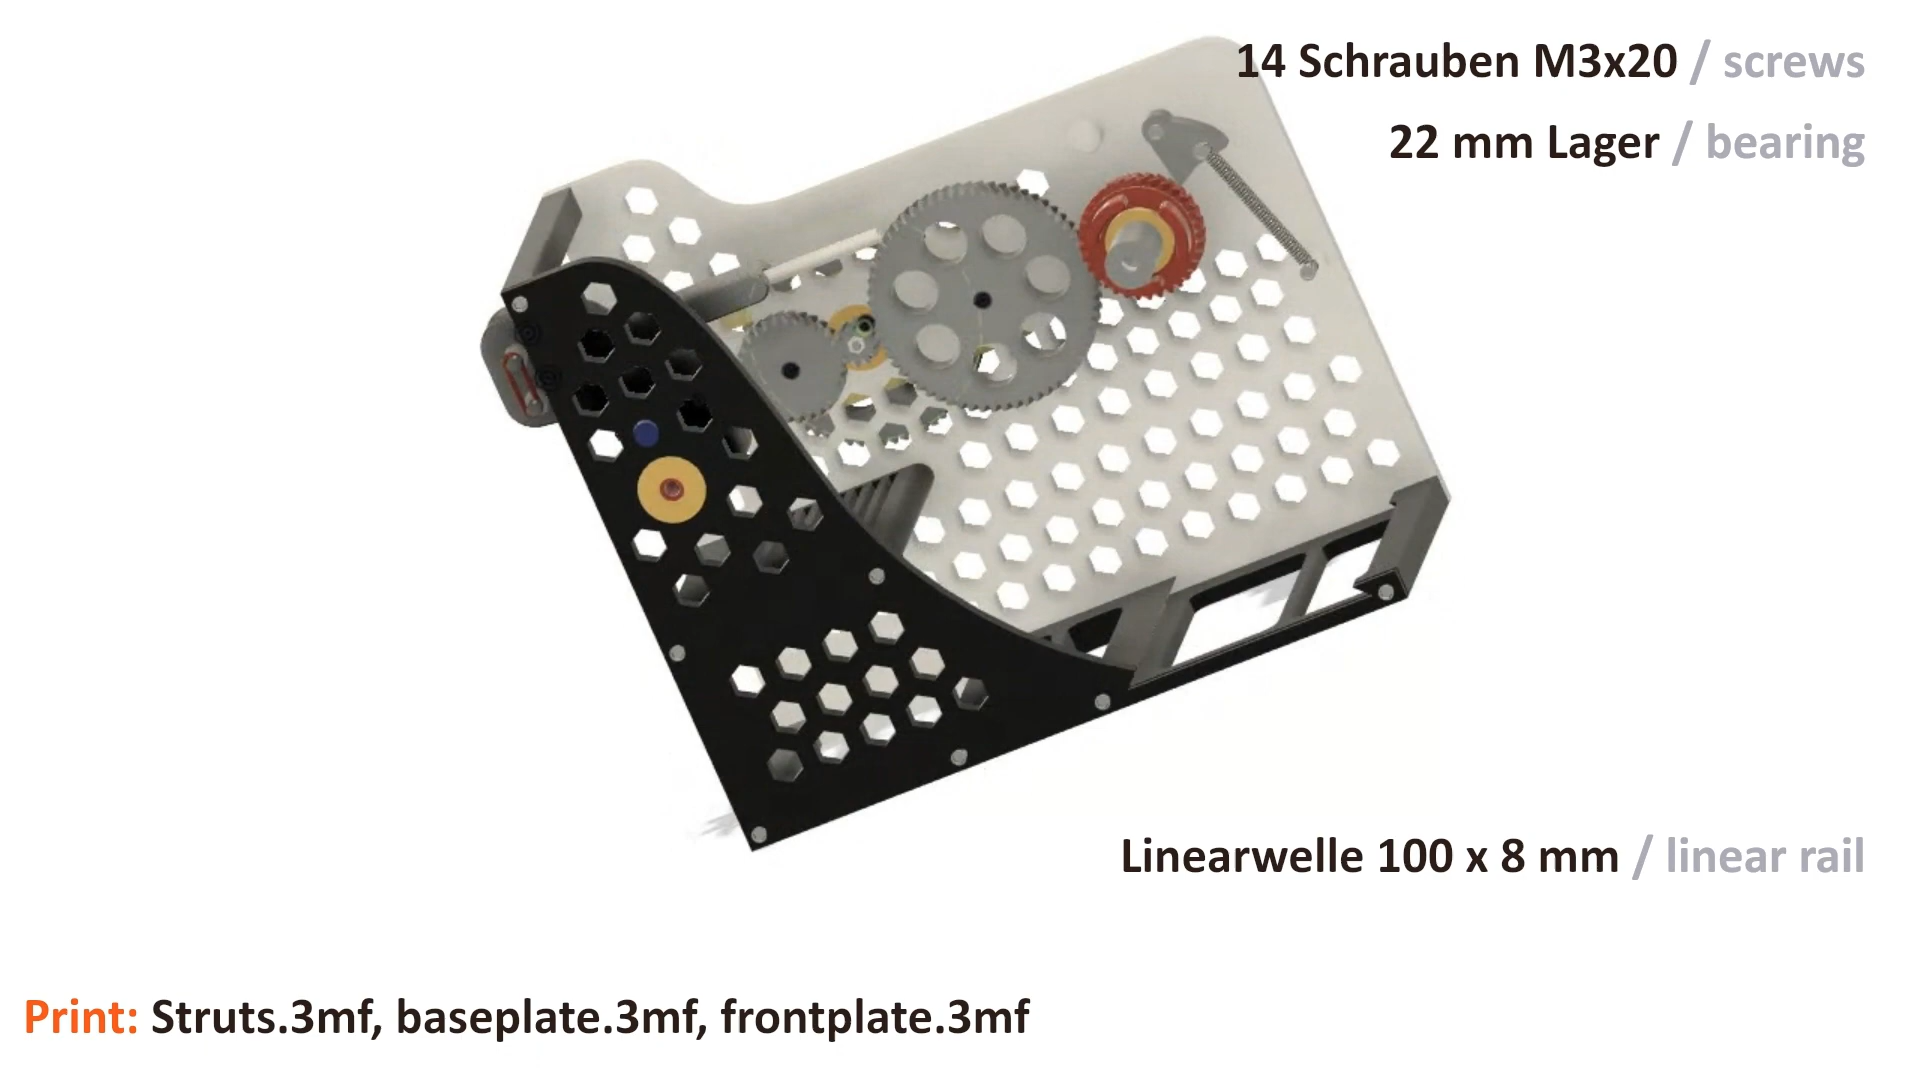 14 Schrauben M3x20 / screws
22 mm Lager / bearing
Linearwelle 100 x 8 mm / linear rail
Print: Struts.3mf, baseplate.3mf, frontplate.3mf